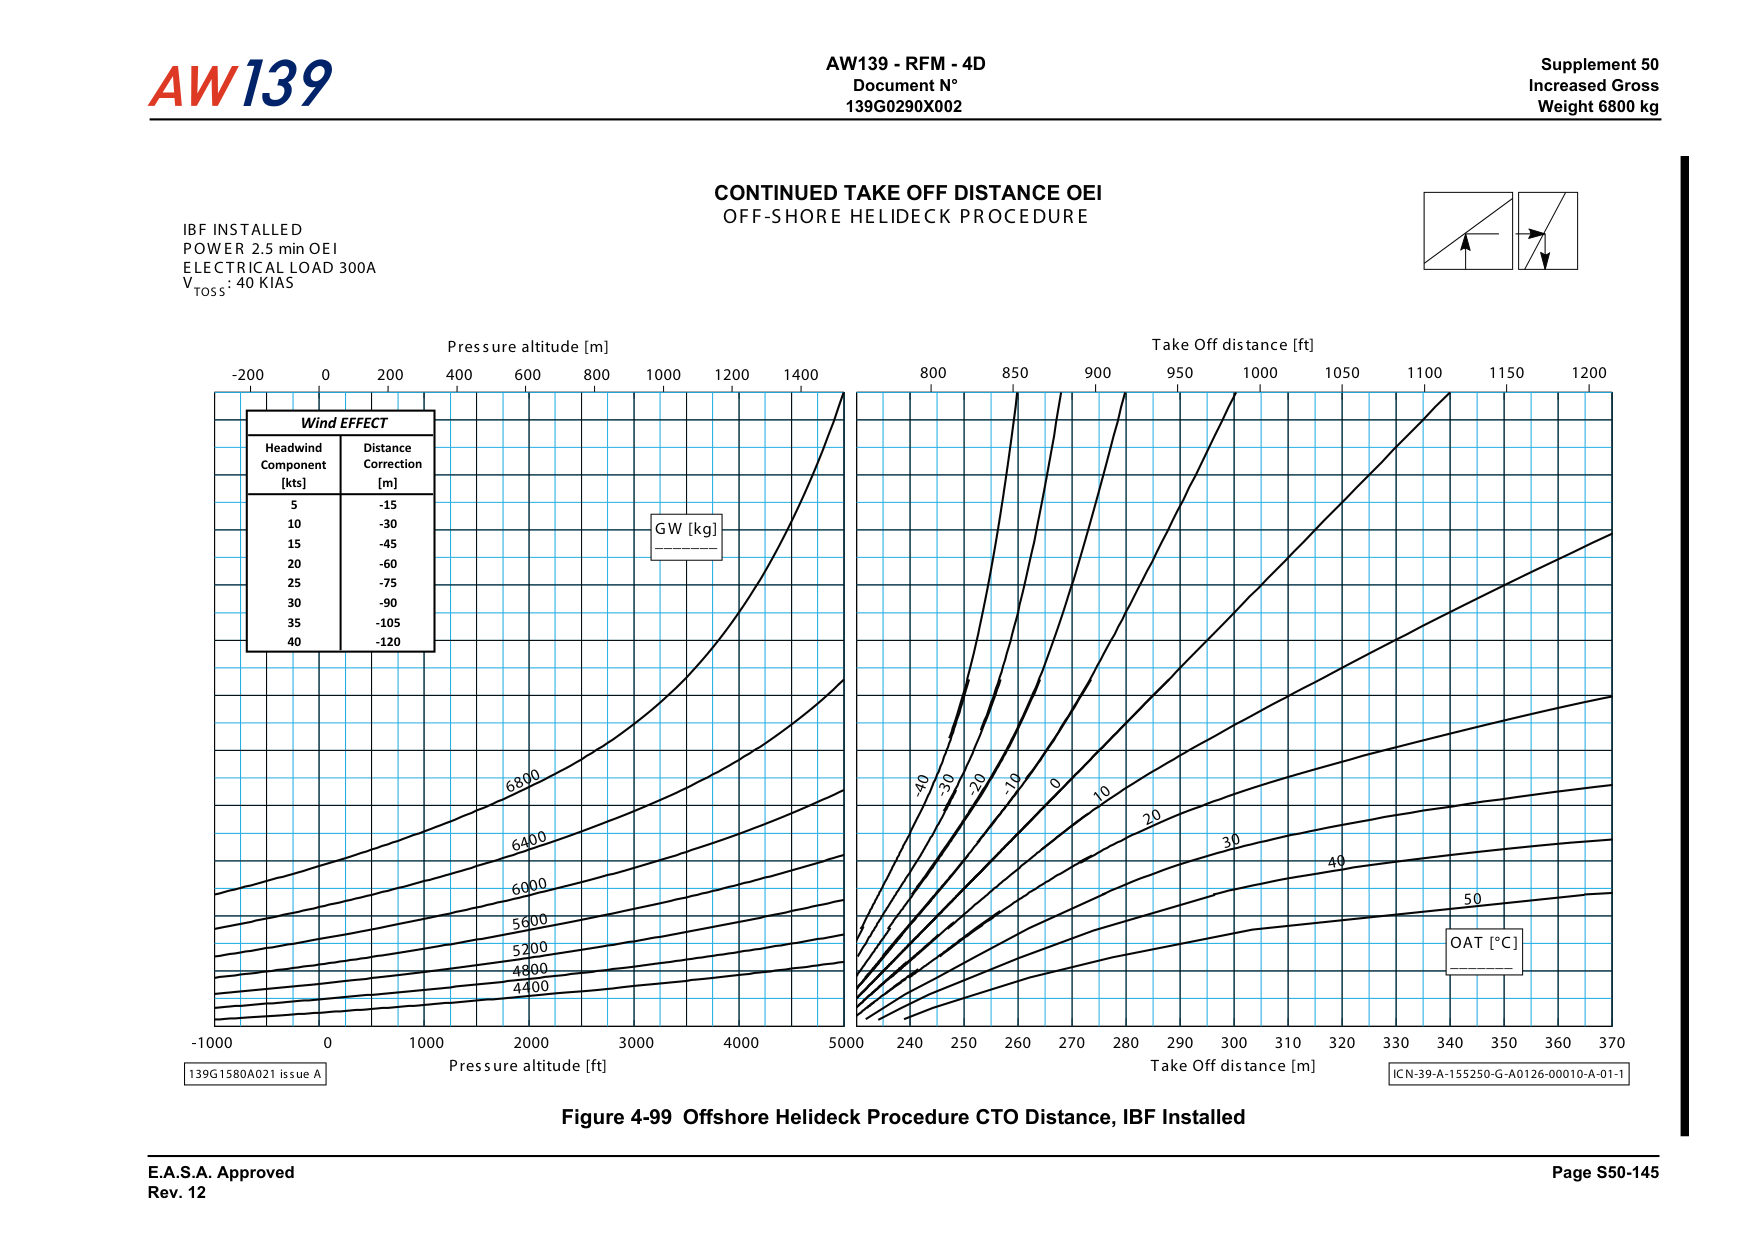 AW139
AW139 - RFM - 4D
Document N°
139G0290X002
Supplement 50
Increased Gross
Weight 6800 kg
CONTINUED TAKE OFF DISTANCE OEI
OFF-SHORE HELIDECK PROCEDURE
IBF INSTALLED
POWER 2.5 min OEI
ELECTRICAL LOAD 300A
V TOSS : 40 KIAS
Pressure altitude [m]
-200 0 200 400 600 800 1000 1200 1400
Take Off distance [ft]
800 850 900 950 1000 1050 1100 1150 1200
Wind EFFECT
Headwind Component [kts] Distance Correction [m]
5 -15
10 -30
15 -45
20 -60
25 -75
30 -90
35 -105
40 -120
GW [kg]
6800
6400
6000
5600
5200
4800
4400
-40 -30 -20 -10 0 10 20 30 40 50
OAT [°C]
-1000 0 1000 2000 3000 4000 5000
Pressure altitude [ft]
240 250 260 270 280 290 300 310 320 330 340 350 360 370
Take Off distance [m]
139G1580A021 issue A
ICN-39-A-155250-G-A0126-00010-A-01-1
Figure 4-99 Offshore Helideck Procedure CTO Distance, IBF Installed
E.A.S.A. Approved
Rev. 12
Page S50-145